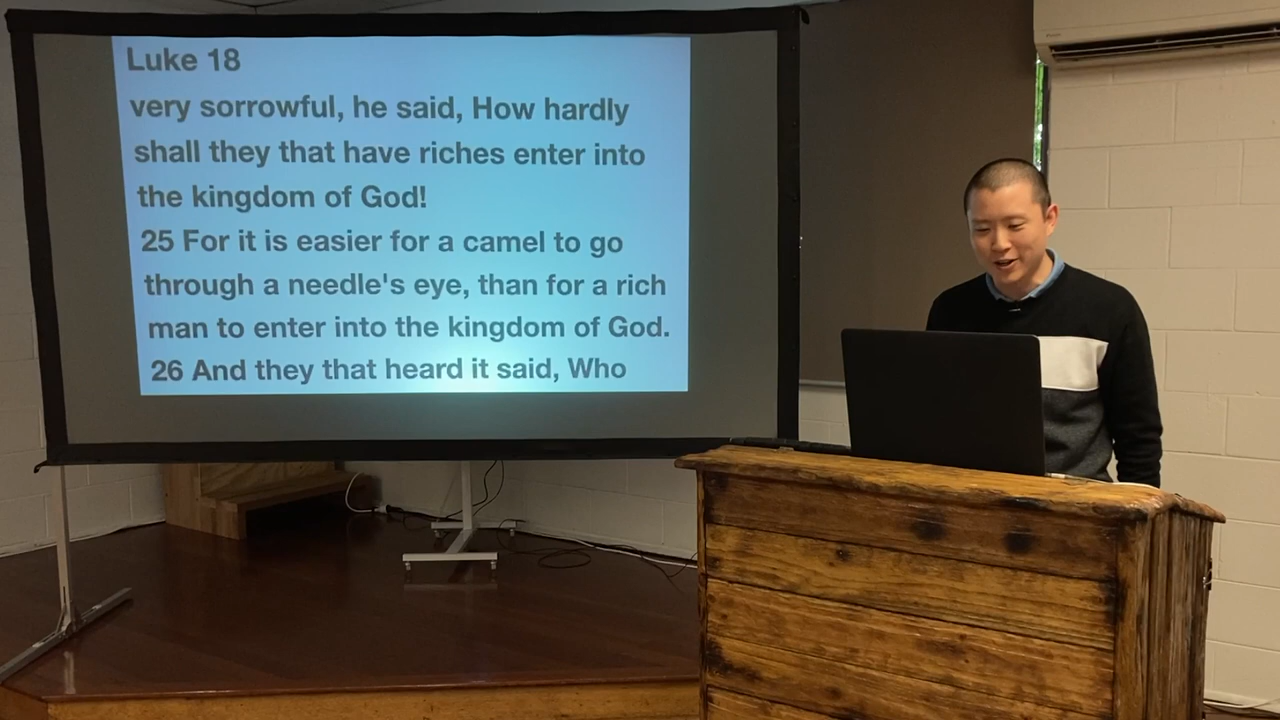 Luke 18
very sorrowful, he said, How hardly
shall they that have riches enter into
the kingdom of God!
25 For it is easier for a camel to go
through a needle's eye, than for a rich
man to enter into the kingdom of God.
26 And they that heard it said, Who